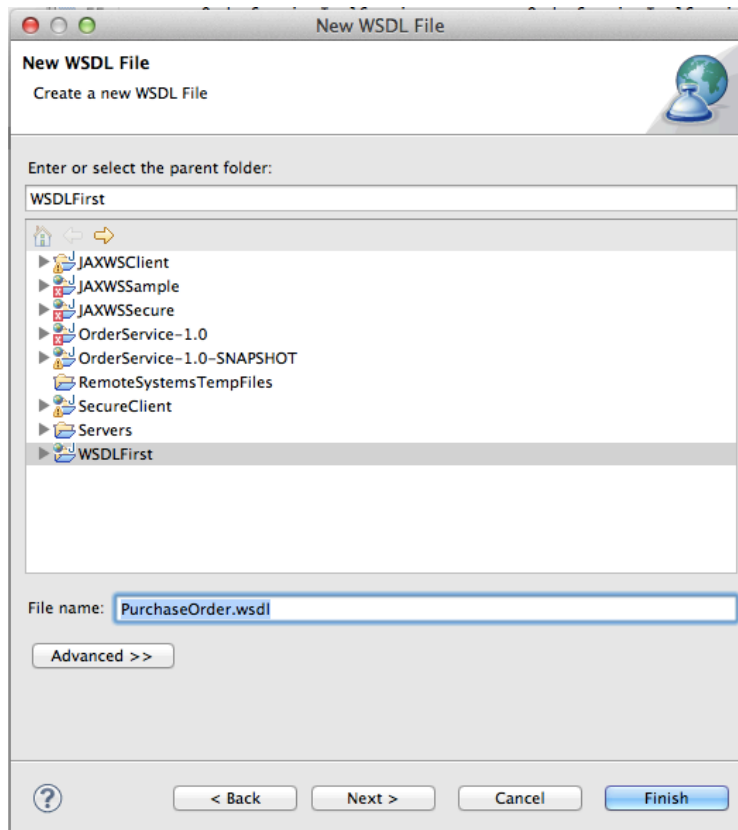 New WSDL File
New WSDL File
Create a new WSDL File
Enter or select the parent folder:
WSDLFirst
JAXWSClient
JAXWSSample
JAXWSSecure
OrderService-1.0
OrderService-1.0-SNAPSHOT
RemoteSystemsTempFiles
SecureClient
Servers
WSDLFirst
File name: PurchaseOrder.wsdl
Advanced >>
? < Back Next > Cancel Finish